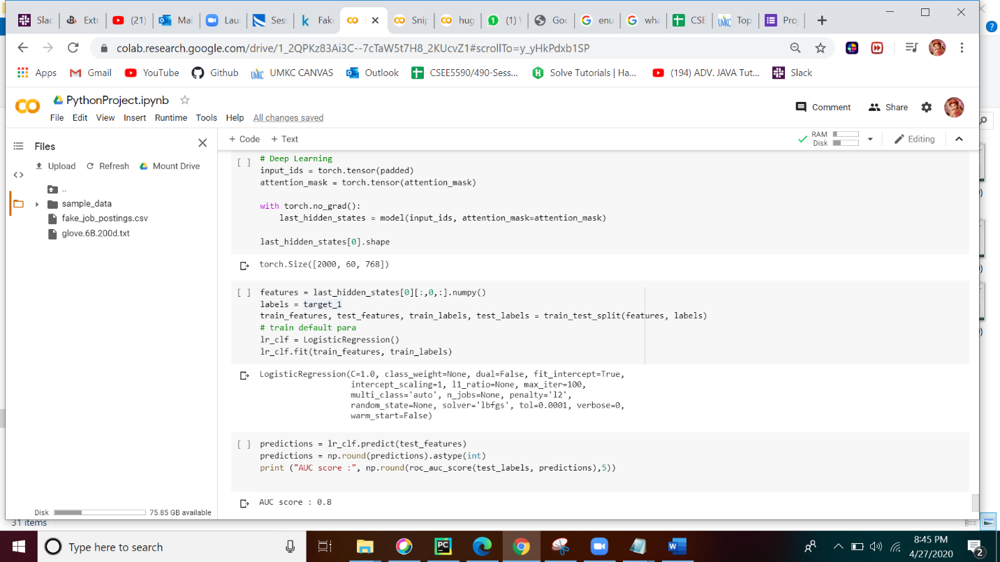 Slac
Extr
(21)
Mai
Lau
Ses
Fak
Snip
hug
(1)
Goo
enu
wha
CSE
Top
Pro
colab.research.google.com/drive/1_2QPKz83Ai3C--7cTaW5t7H8_2KUcvZ1#scrollTo=y_yHkPdxb1SP
Apps
Gmail
YouTube
Github
UMKC CANVAS
Outlook
CSEE5590/490-Sess...
Solve Tutorials | Ha...
(194) ADV. JAVA Tut...
Slack
PythonProject.ipynb
File Edit View Insert Runtime Tools Help All changes saved
Comment
Share
Files
Upload Refresh Mount Drive
..
sample_data
fake_job_postings.csv
glove.6B.200d.txt
Disk 75.85 GB available
+ Code + Text
RAM
Disk
Editing
[ ] # Deep Learning
input_ids = torch.tensor(padded)
attention_mask = torch.tensor(attention_mask)
with torch.no_grad():
last_hidden_states = model(input_ids, attention_mask=attention_mask)
last_hidden_states[0].shape
torch.Size([2000, 60, 768])
[ ] features = last_hidden_states[0][:,0,:].numpy()
labels = target_1
train_features, test_features, train_labels, test_labels = train_test_split(features, labels)
# train default para
lr_clf = LogisticRegression()
lr_clf.fit(train_features, train_labels)
LogisticRegression(C=1.0, class_weight=None, dual=False, fit_intercept=True,
intercept_scaling=1, l1_ratio=None, max_iter=100,
multi_class='auto', n_jobs=None, penalty='l2',
random_state=None, solver='lbfgs', tol=0.0001, verbose=0,
warm_start=False)
[ ] predictions = lr_clf.predict(test_features)
predictions = np.round(predictions).astype(int)
print ("AUC score :", np.round(roc_auc_score(test_labels, predictions),5))
AUC score : 0.8
31 items
Type here to search
8:45 PM
4/27/2020
2